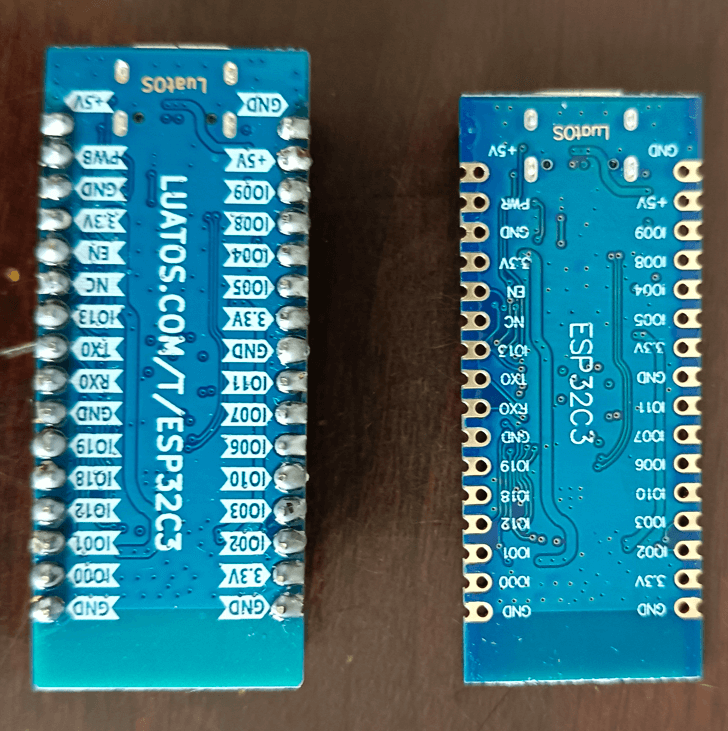 LuatOS
+5V
PWB
GND
3.3V
EN
NC
IO13
TX0
RX0
GND
IO19
IO18
IO12
IO01
IO00
GND
LUATOS.COM/T/ESP32C3
GND
+5V
IO09
IO08
IO04
IO05
3.3V
GND
IO11
IO07
IO06
IO10
IO03
IO02
3.3V
GND
LuatOS
+5V
PWR
GND
3.3V
EN
NC
IO13
TX0
RX0
GND
IO19
IO18
IO12
IO01
IO00
GND
ESP32C3
GND
+5V
IO09
IO08
IO04
IO05
3.3V
GND
IO11
IO07
IO06
IO10
IO03
IO02
3.3V
GND